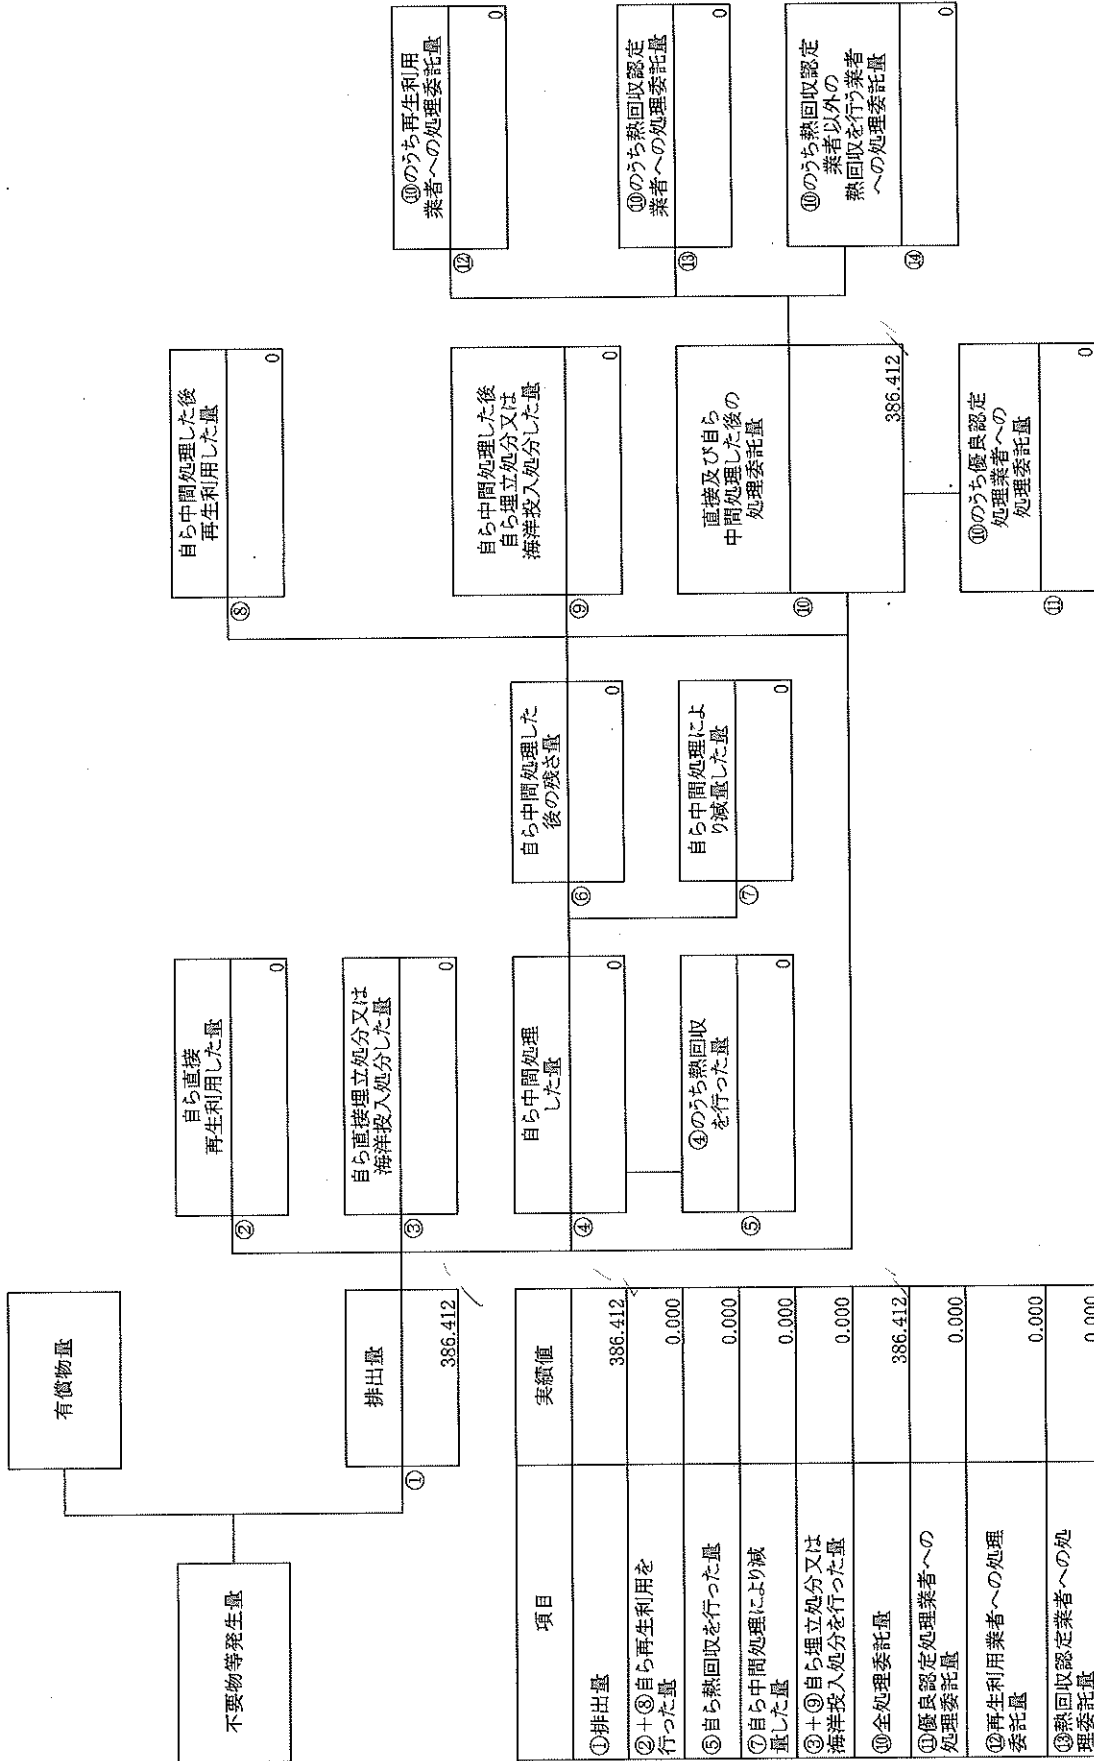 不要物等発生量
有償物量
排出量
①
386.412
自ら直接
再生利用した量
②
0
自ら直接埋立処分又は
海洋投入処分した量
③
0
自ら中間処理
した量
④
0
④のうち熱回収
を行った量
⑤
0
自ら中間処理した
後の残さ量
⑥
0
自ら中間処理によ
り減量した量
⑦
0
自ら中間処理した後
再生利用した量
⑧
0
自ら中間処理した後
自ら埋立処分又は
海洋投入処分した量
⑨
0
直接及び自ら
中間処理した後の
処理委託量
⑩
386.412
⑩のうち優良認定
処理業者への
処理委託量
⑪
0
⑩のうち再生利用
業者への処理委託量
⑫
0
⑩のうち熱回収認定
業者への処理委託量
⑬
0
⑩のうち熱回収認定
業者以外の
熱回収を行う業者
への処理委託量
⑭
0
項目
実績値
①排出量
386.412
②+⑧自ら再生利用を
行った量
0.000
⑤自ら熱回収を行った量
0.000
⑦自ら中間処理により減
量した量
0.000
③+⑨自ら埋立処分又は
海洋投入処分を行った量
0.000
⑩全処理委託量
386.412
⑪優良認定処理業者への
処理委託量
0.000
⑫再生利用業者への処理
委託量
0.000
⑬熱回収認定業者への処
理委託量
0.000